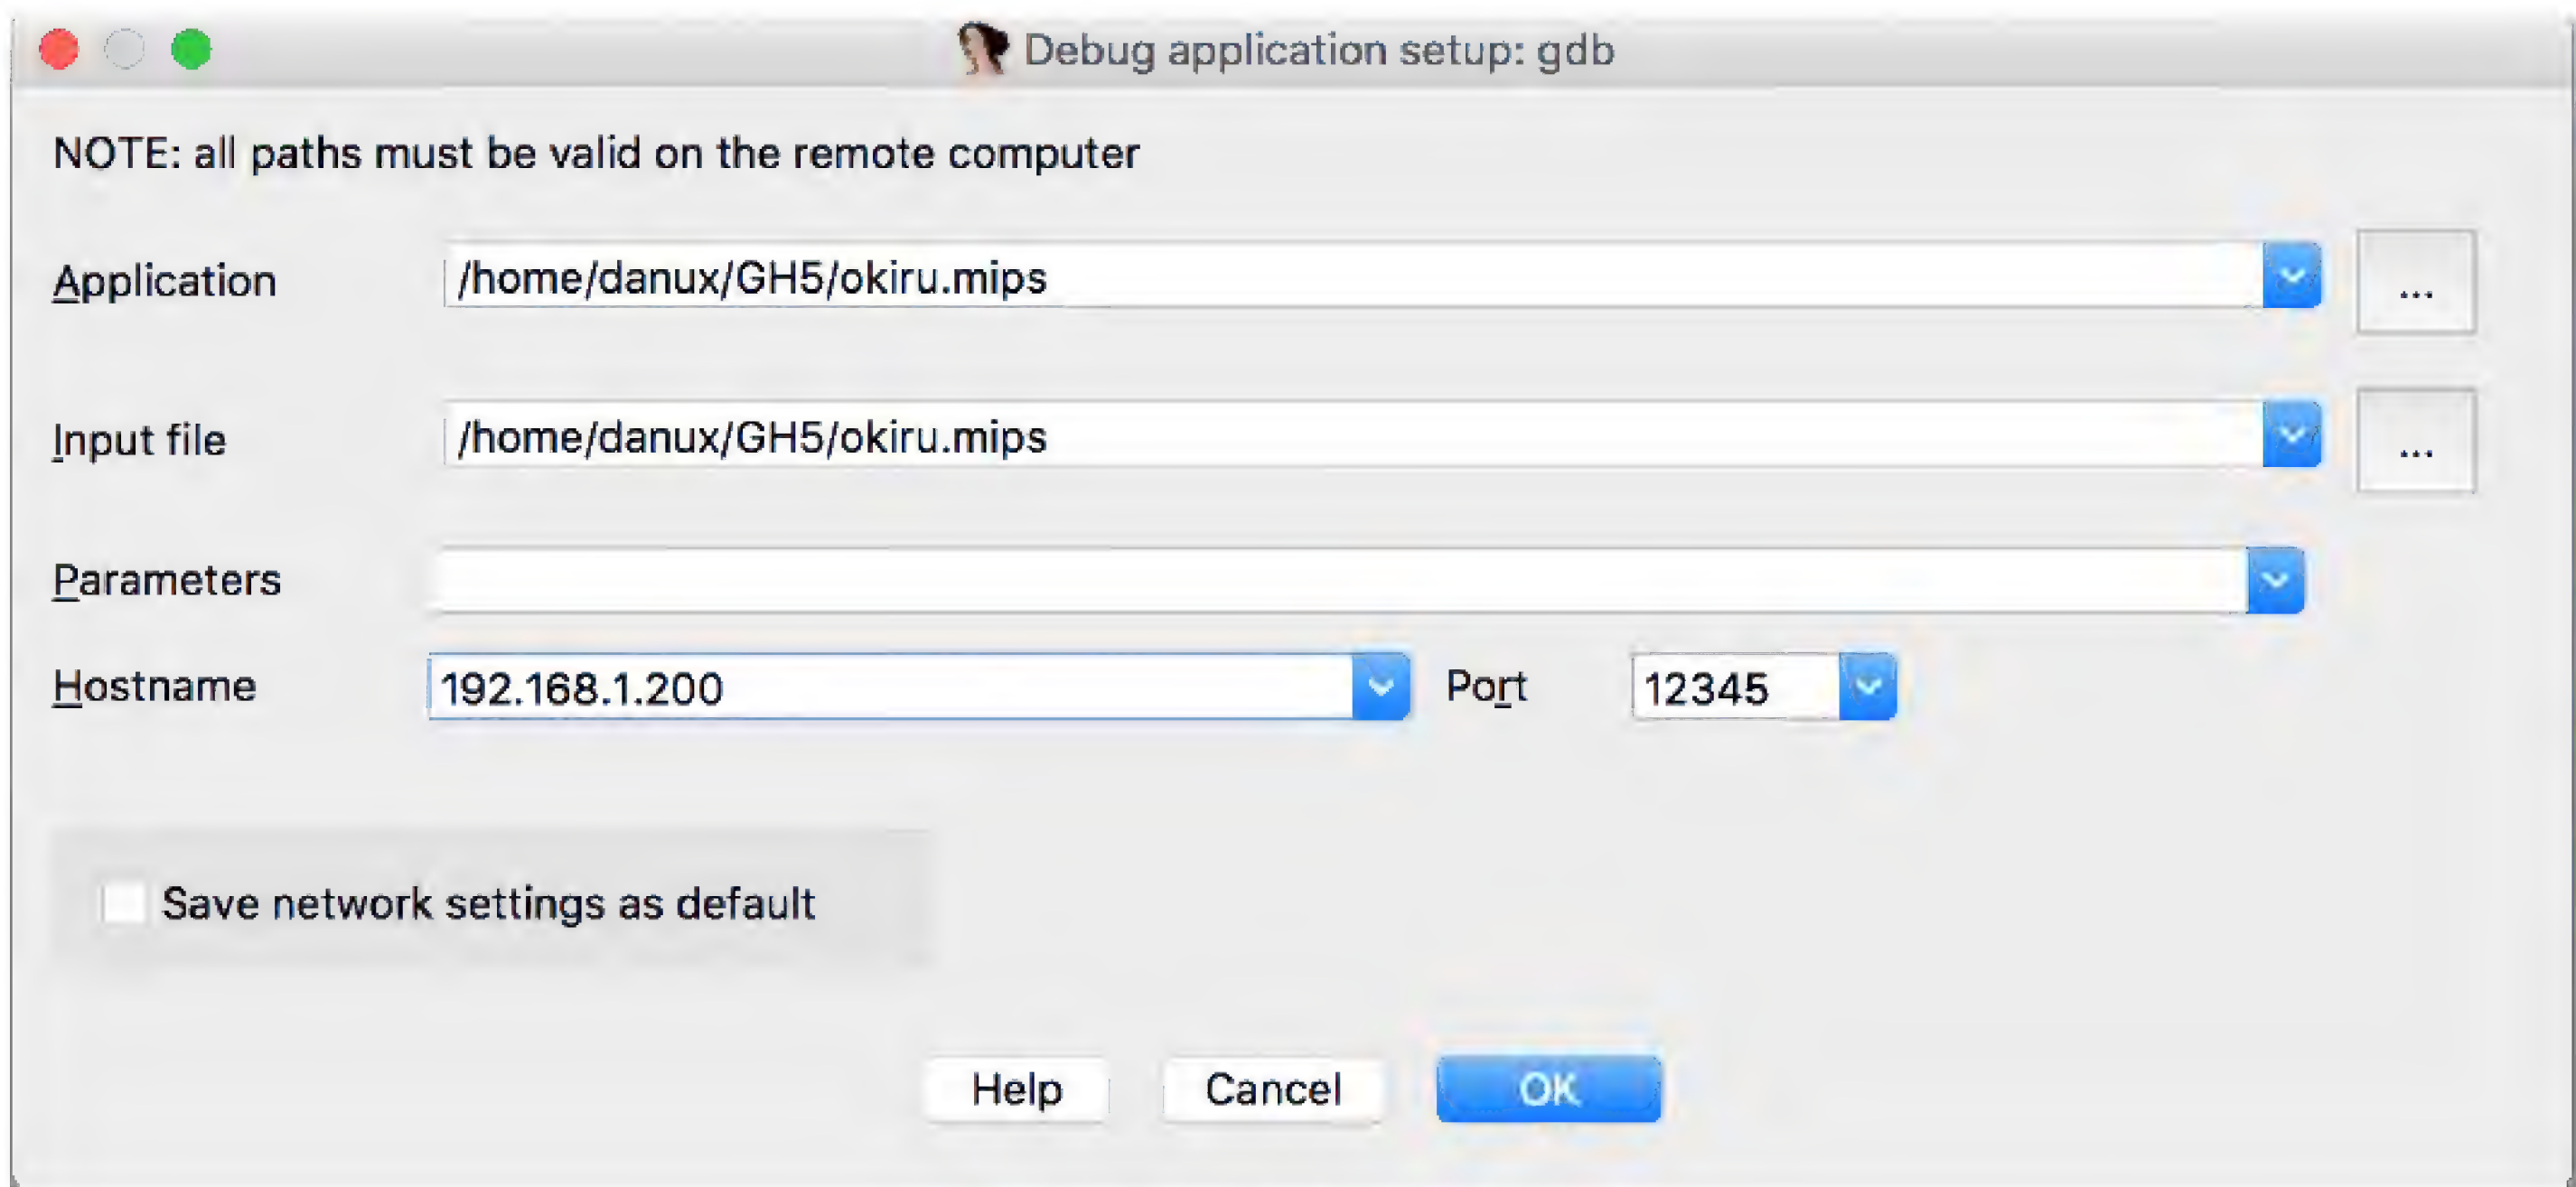 Debug application setup: gdb
NOTE: all paths must be valid on the remote computer
Application /home/danux/GH5/okiru.mips ...
Input file /home/danux/GH5/okiru.mips ...
Parameters
Hostname 192.168.1.200 Port 12345
Save network settings as default
Help Cancel OK